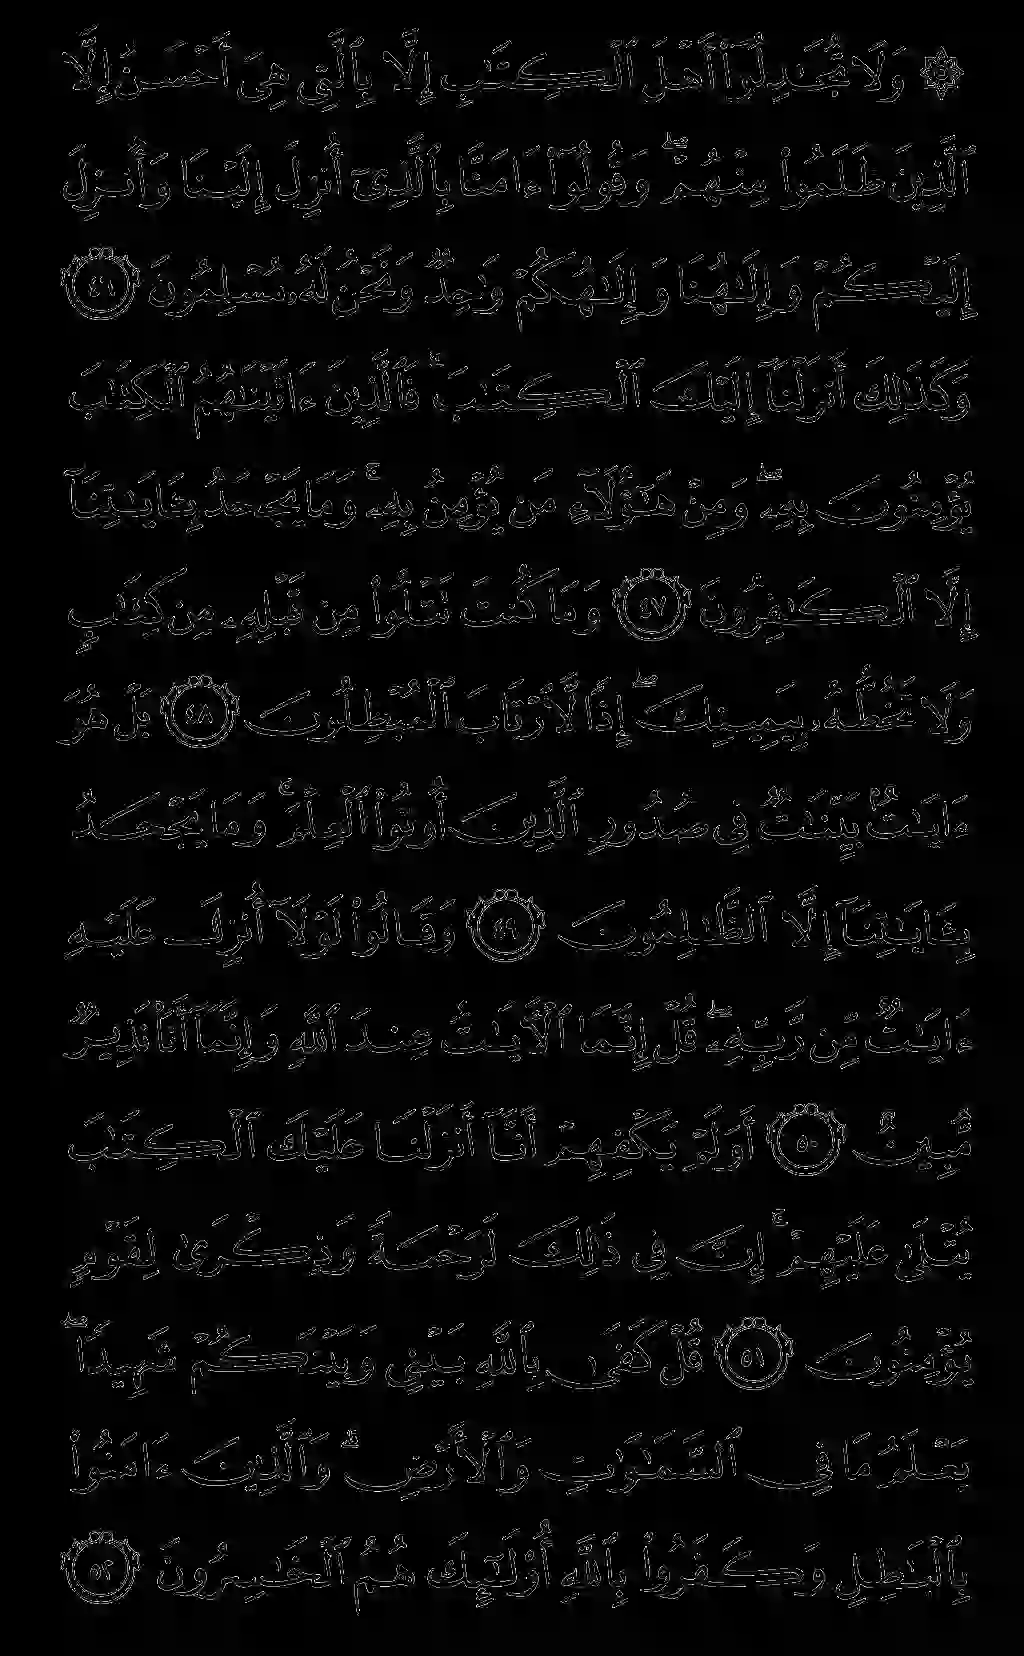 ۞ وَلَا تُجَٰدِلُوٓا۟ أَهْلَ ٱلْكِتَٰبِ إِلَّا بِٱلَّتِى هِىَ أَحْسَنُ إِلَّا
ٱلَّذِينَ ظَلَمُوا۟ مِنْهُمْ ۖ وَقُولُوٓا۟ ءَامَنَّا بِٱلَّذِىٓ أُنزِلَ إِلَيْنَا وَأُنزِلَ
إِلَيْكُمْ وَإِلَٰهُنَا وَإِلَٰهُكُمْ وَٰحِدٌ وَنَحْنُ لَهُۥ مُسْلِمُونَ ٤٦
وَكَذَٰلِكَ أَنزَلْنَآ إِلَيْكَ ٱلْكِتَٰبَ ۚ فَٱلَّذِينَ ءَاتَيْنَٰهُمُ ٱلْكِتَٰبَ
يُؤْمِنُونَ بِهِۦ ۖ وَمِنْ هَٰٓؤُلَآءِ مَن يُؤْمِنُ بِهِۦ ۚ وَمَا يَجْحَدُ بِـَٔايَٰتِنَآ
إِلَّا ٱلْكَٰفِرُونَ ٤٧ وَمَا كُنتَ تَتْلُوا۟ مِن قَبْلِهِۦ مِن كِتَٰبٍ
وَلَا تَخُطُّهُۥ بِيَمِينِكَ ۖ إِذًا لَّٱرْتَابَ ٱلْمُبْطِلُونَ ٤٨ بَلْ هُوَ
ءَايَٰتٌۢ بَيِّنَٰتٌ فِى صُدُورِ ٱلَّذِينَ أُوتُوا۟ ٱلْعِلْمَ ۚ وَمَا يَجْحَدُ
بِـَٔايَٰتِنَآ إِلَّا ٱلظَّٰلِمُونَ ٤٩ وَقَالُوا۟ لَوْلَآ أُنزِلَ عَلَيْهِ
ءَايَٰتٌ مِّن رَّبِّهِۦ ۖ قُلْ إِنَّمَا ٱلْءَايَٰتُ عِندَ ٱللَّهِ وَإِنَّمَآ أَنَا۠ نَذِيرٌ
مُّبِينٌ ٥٠ أَوَلَمْ يَكْفِهِمْ أَنَّآ أَنزَلْنَا عَلَيْكَ ٱلْكِتَٰبَ
يُتْلَىٰ عَلَيْهِمْ ۚ إِنَّ فِى ذَٰلِكَ لَرَحْمَةً وَذِكْرَىٰ لِقَوْمٍ
يُؤْمِنُونَ ٥١ قُلْ كَفَىٰ بِٱللَّهِ بَيْنِى وَبَيْنَكُمْ شَهِيدًا ۖ
يَعْلَمُ مَا فِى ٱلسَّمَٰوَٰتِ وَٱلْأَرْضِ ۗ وَٱلَّذِينَ ءَامَنُوا۟
بِٱلْبَٰطِلِ وَكَفَرُوا۟ بِٱللَّهِ أُو۟لَٰٓئِكَ هُمُ ٱلْخَٰسِرُونَ ٥٢